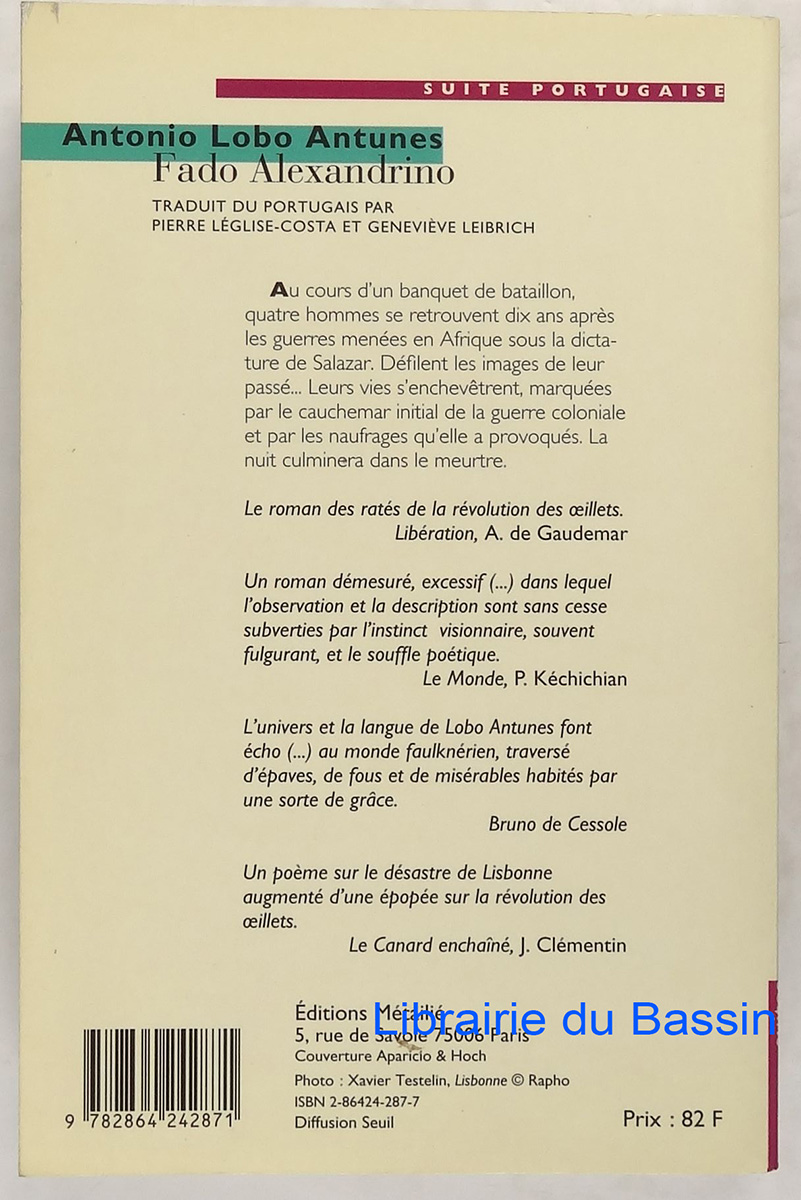 SUITE PORTUGAISE
Antonio Lobo Antunes
Fado Alexandrino
TRADUIT DU PORTUGAIS PAR
PIERRE LÉGLISE-COSTA ET GENEVIÈVE LEIBRICH
Au cours d'un banquet de bataillon,
quatre hommes se retrouvent dix ans après
les guerres menées en Afrique sous la dicta-
ture de Salazar. Défilent les images de leur
passé... Leurs vies s'enchevêtrent, marquées
par le cauchemar initial de la guerre coloniale
et par les naufrages qu'elle a provoqués. La
nuit culminera dans le meurtre.
Le roman des ratés de la révolution des œillets.
Libération, A. de Gaudemar
Un roman démesuré, excessif (...) dans lequel
l'observation et la description sont sans cesse
subverties par l'instinct visionnaire, souvent
fulgurant, et le souffle poétique.
Le Monde, P. Kéchichian
L'univers et la langue de Lobo Antunes font
écho (...) au monde faulknérien, traversé
d'épaves, de fous et de misérables habités par
une sorte de grâce.
Bruno de Cessole
Un poème sur le désastre de Lisbonne
augmenté d'une épopée sur la révolution des
œillets.
Le Canard enchaîné, J. Clémentin
Éditions Métailié
Librairie du Bassin
5, rue de Savoie 75006 Paris
Couverture Aparicio & Hoch
Photo : Xavier Testelin, Lisbonne © Rapho
ISBN 2-86424-287-7
Diffusion Seuil
9 782864 242871
Prix : 82 F